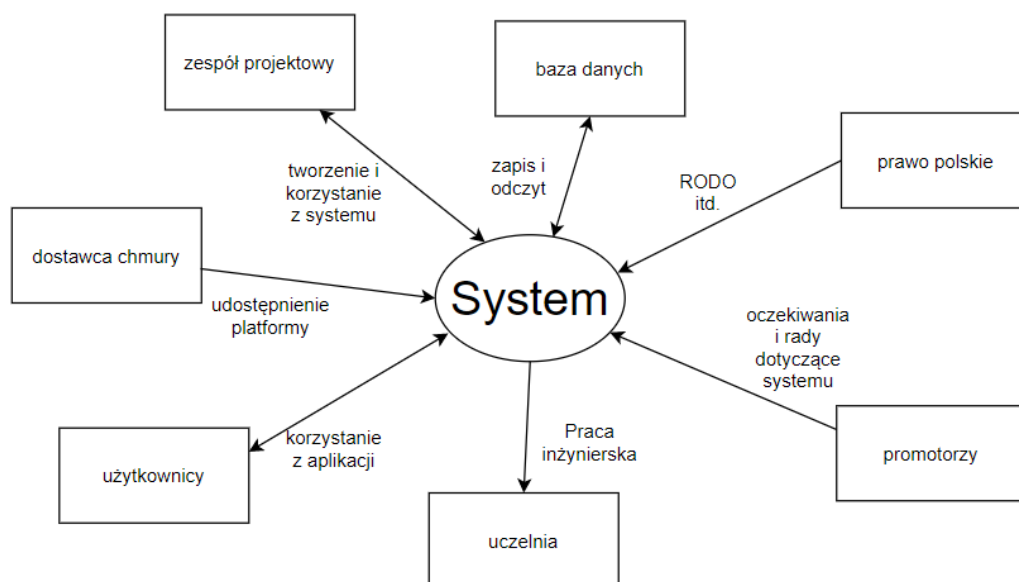 zespół projektowy
baza danych
prawo polskie
tworzenie i
korzystanie
z systemu
zapis i
odczyt
RODO
itd.
dostawca chmury
udostępnienie
platformy
System
oczekiwania
i rady
dotyczące
systemu
użytkownicy
korzystanie
z aplikacji
Praca
inżynierska
promotorzy
uczelnia